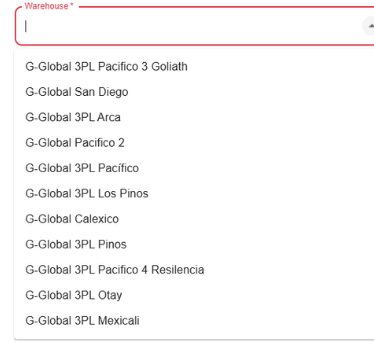 Warehouse *
G-Global 3PL Pacifico 3 Goliath
G-Global San Diego
G-Global 3PL Arca
G-Global Pacifico 2
G-Global 3PL Pacífico
G-Global 3PL Los Pinos
G-Global Calexico
G-Global 3PL Pinos
G-Global 3PL Pacifico 4 Resilencia
G-Global 3PL Otay
G-Global 3PL Mexicali